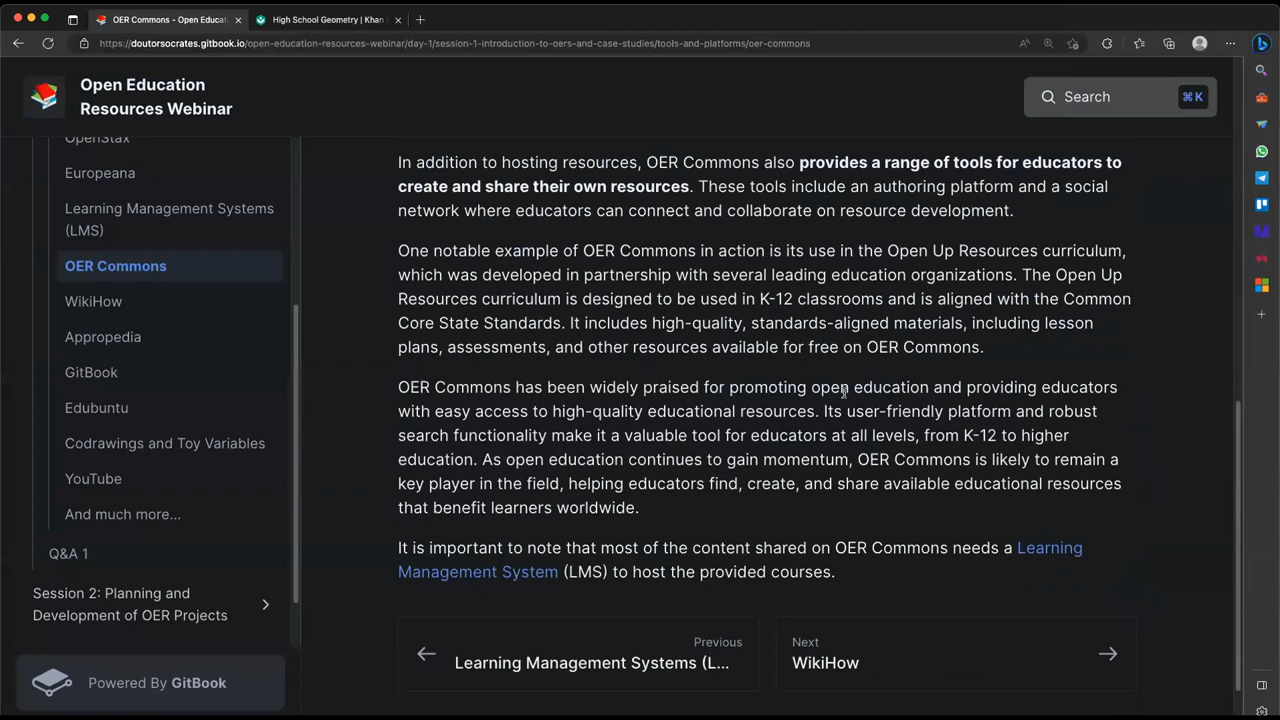 OER Commons - Open Educati
High School Geometry | Khan
https://doutorsocrates.gitbook.io/open-education-resources-webinar/day-1/session-1-introduction-to-oers-and-case-studies/tools-and-platforms/oer-commons
Open Education
Resources Webinar
Search
⌘K
OpenStax
Europeana
Learning Management Systems
(LMS)
OER Commons
WikiHow
Appropedia
GitBook
Edubuntu
Codrawings and Toy Variables
YouTube
And much more...
Q&A 1
Session 2: Planning and
Development of OER Projects
Powered By GitBook
In addition to hosting resources, OER Commons also provides a range of tools for educators to
create and share their own resources. These tools include an authoring platform and a social
network where educators can connect and collaborate on resource development.
One notable example of OER Commons in action is its use in the Open Up Resources curriculum,
which was developed in partnership with several leading education organizations. The Open Up
Resources curriculum is designed to be used in K-12 classrooms and is aligned with the Common
Core State Standards. It includes high-quality, standards-aligned materials, including lesson
plans, assessments, and other resources available for free on OER Commons.
OER Commons has been widely praised for promoting open education and providing educators
with easy access to high-quality educational resources. Its user-friendly platform and robust
search functionality make it a valuable tool for educators at all levels, from K-12 to higher
education. As open education continues to gain momentum, OER Commons is likely to remain a
key player in the field, helping educators find, create, and share available educational resources
that benefit learners worldwide.
It is important to note that most of the content shared on OER Commons needs a Learning
Management System (LMS) to host the provided courses.
Previous
Learning Management Systems (L...
Next
WikiHow